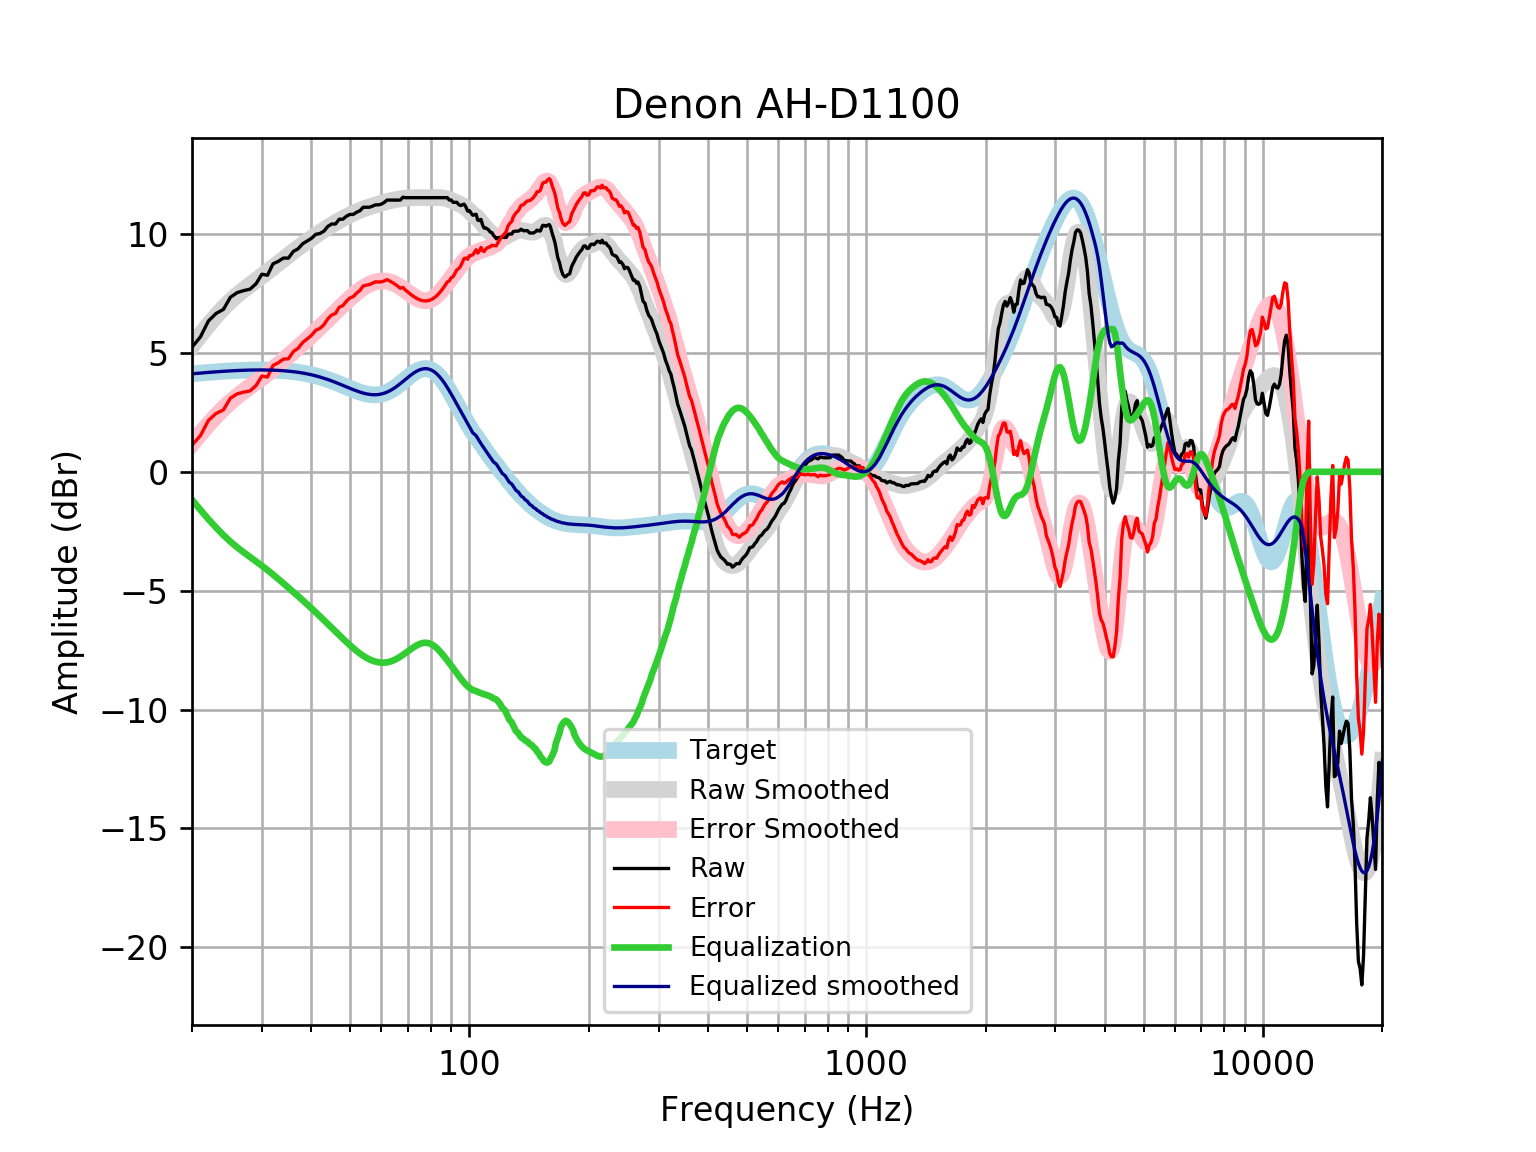 Denon AH-D1100
Amplitude (dBr)
10
5
0
−5
−10
−15
−20
Target
Raw Smoothed
Error Smoothed
Raw
Error
Equalization
Equalized smoothed
100
1000
10000
Frequency (Hz)